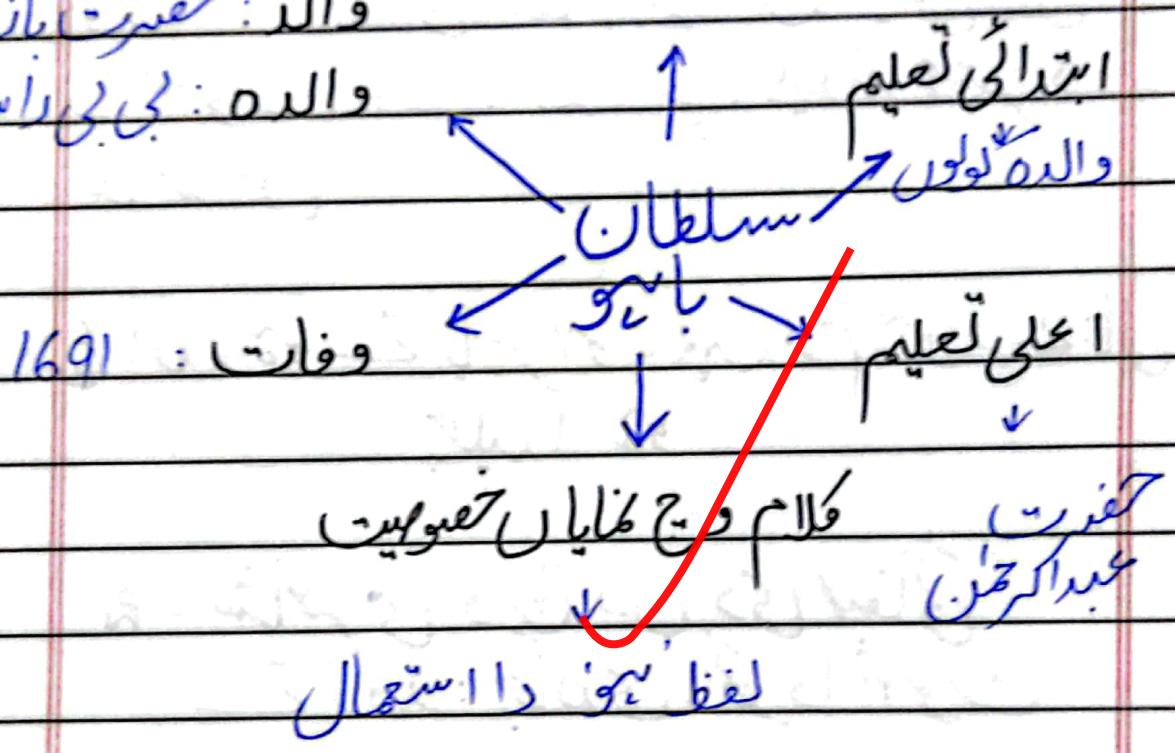 والد :
والده : بی بی
ابتدائی تعلیم
والدہ کولوں
سلطان
باہو
وفات : 1691
اعلی تعلیم
حضرت
عبدالرحمٰن
کلام وچ نمایاں خصوصیت
لفظ 'ہو' دا استعمال